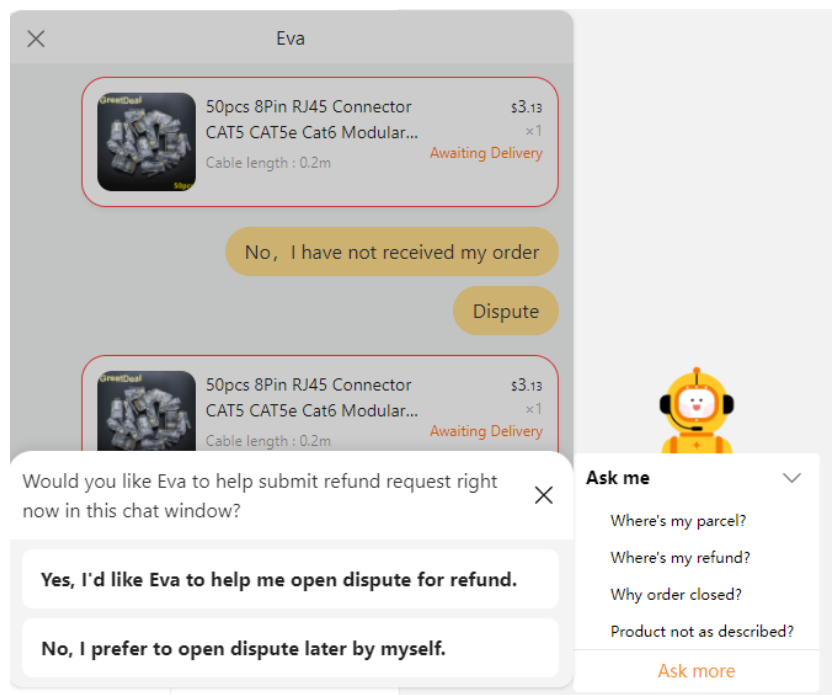 Eva
GreetDeal
50pcs
50pcs 8Pin RJ45 Connector
CAT5 CAT5e Cat6 Modular...
Cable length : 0.2m
$3.13
×1
Awaiting Delivery
No, I have not received my order
Dispute
GreetDeal
50pcs 8Pin RJ45 Connector
CAT5 CAT5e Cat6 Modular...
Cable length : 0.2m
$3.13
×1
Awaiting Delivery
Would you like Eva to help submit refund request right
now in this chat window?
Yes, I'd like Eva to help me open dispute for refund.
No, I prefer to open dispute later by myself.
Ask me
Where's my parcel?
Where's my refund?
Why order closed?
Product not as described?
Ask more